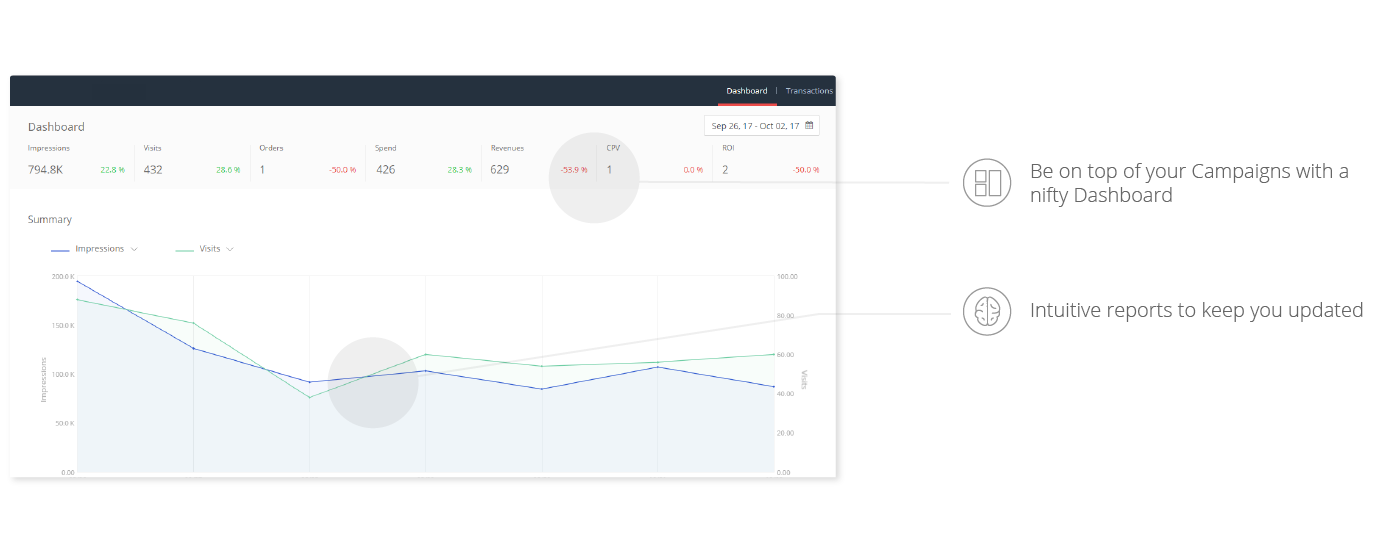 Dashboard | Transactions
Dashboard
Sep 26, 17 - Oct 02, 17
Impressions Visits Orders Spend Revenues CPV ROI
794.8K 22.8 % 432 28.6 % 1 -50.0 % 426 28.3 % 629 -53.9 % 1 0.0 % 2 -50.0 %
Summary
Impressions Visits
200.0 K
150.0 K
100.0 K
50.0 K
0.00
Impressions
100.00
80.00
60.00
40.00
20.00
0.00
Visits
Be on top of your Campaigns with a
nifty Dashboard
Intuitive reports to keep you updated